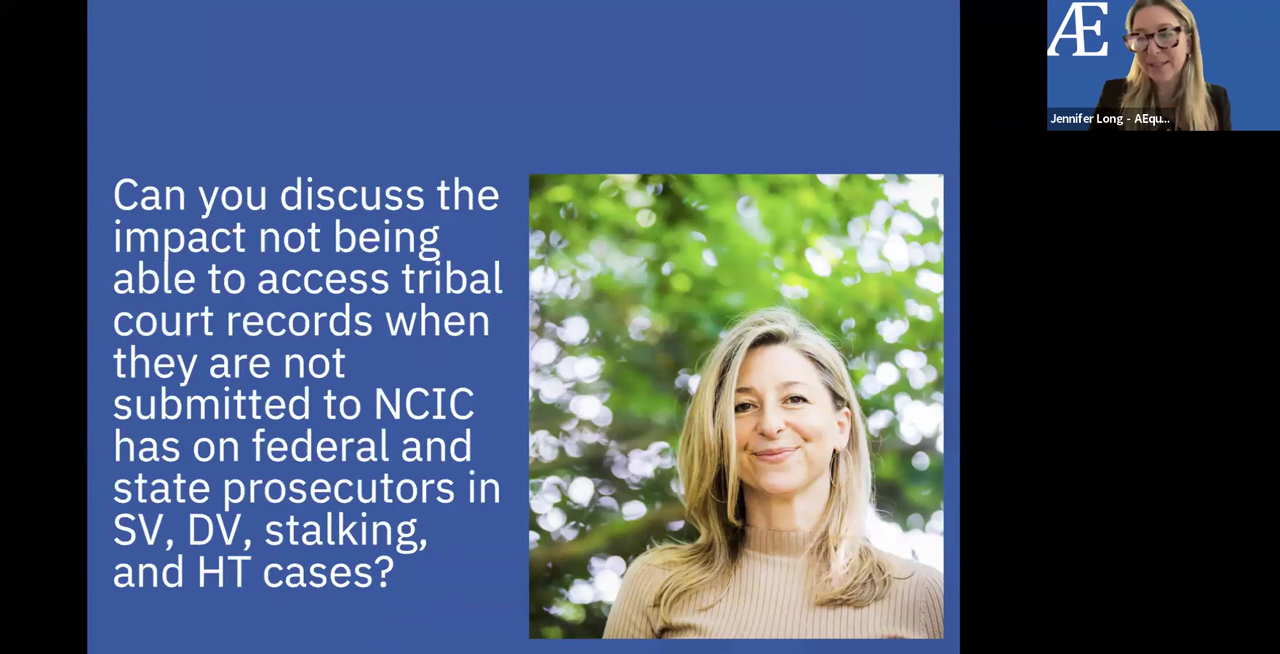 Can you discuss the
impact not being
able to access tribal
court records when
they are not
submitted to NCIC
has on federal and
state prosecutors in
SV, DV, stalking,
and HT cases?
Æ
Jennifer Long - AEqu...